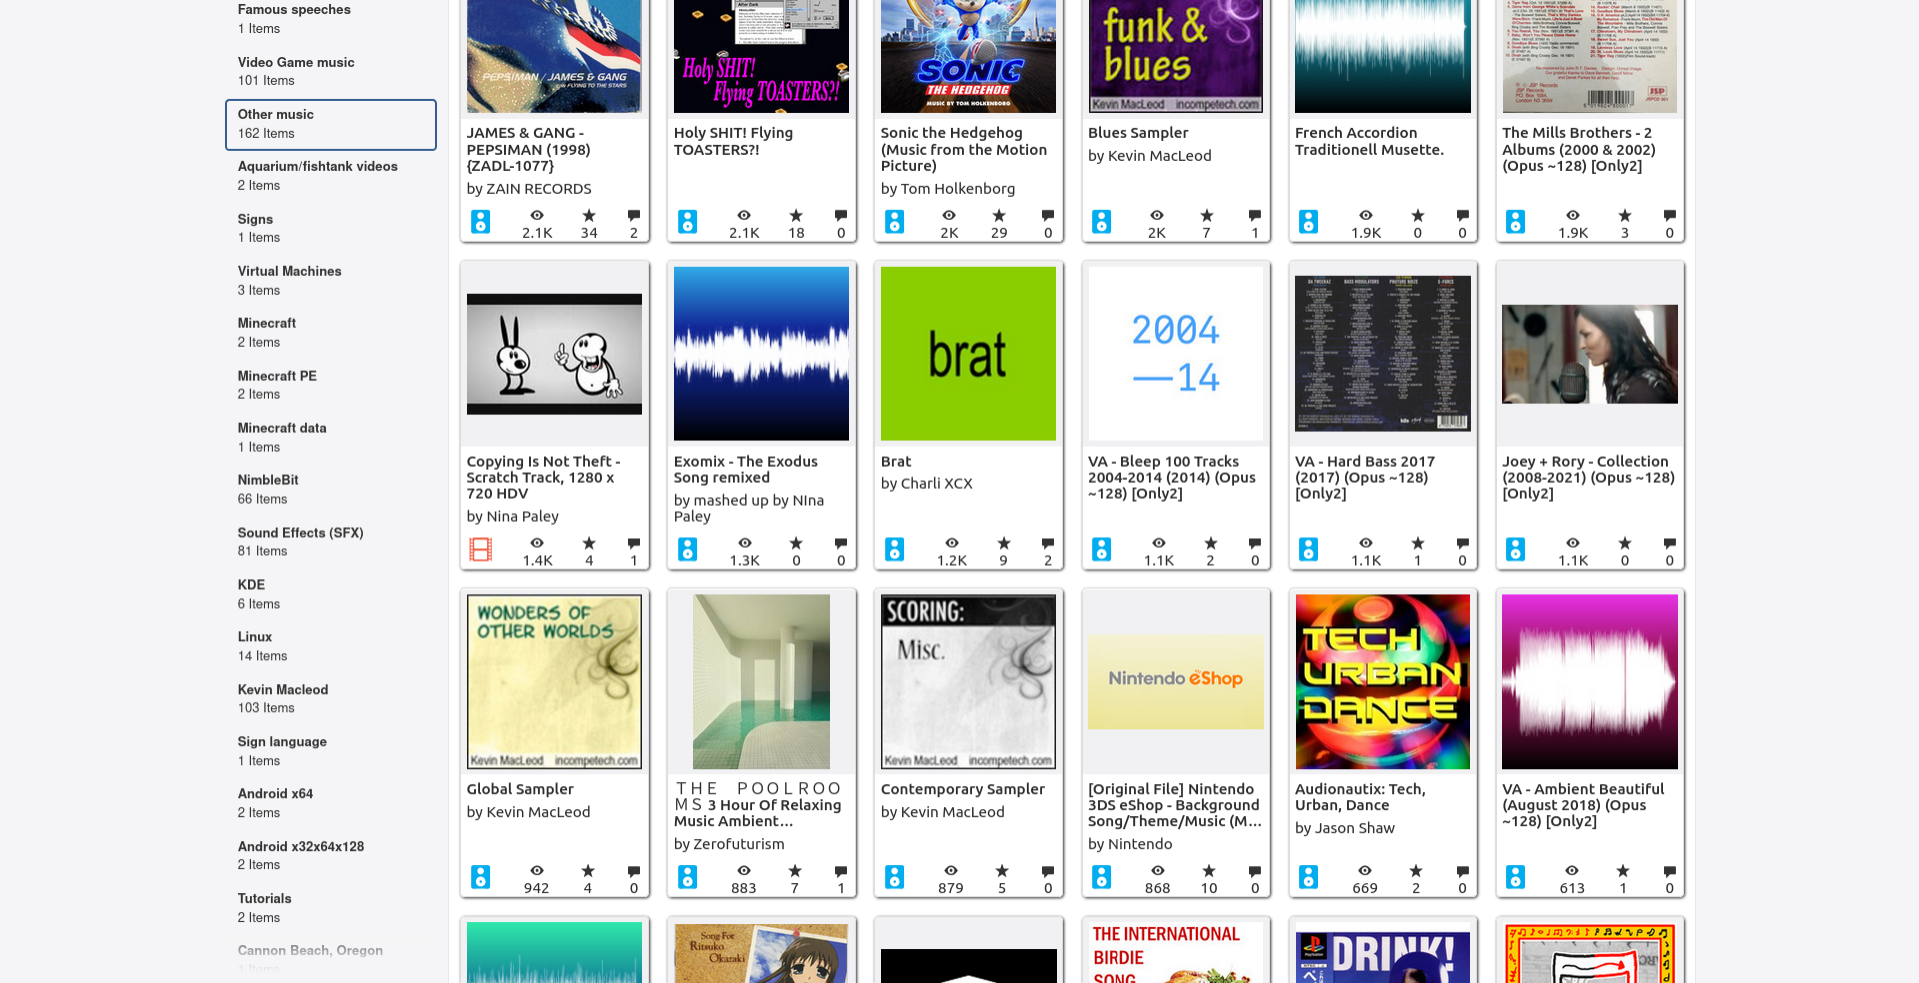 Famous speeches
1 Items
Video Game music
101 Items
Other music
162 Items
Aquarium/fishtank videos
2 Items
Signs
1 Items
Virtual Machines
3 Items
Minecraft
2 Items
Minecraft PE
2 Items
Minecraft data
1 Items
NimbleBit
66 Items
Sound Effects (SFX)
81 Items
KDE
6 Items
Linux
14 Items
Kevin Macleod
103 Items
Sign language
1 Items
Android x64
2 Items
Android x32x64x128
2 Items
Tutorials
2 Items
Cannon Beach, Oregon
1 Items
PEPSIMAN / JAMES & GANG
JAMES & GANG -
PEPSIMAN (1998)
{ZADL-1077}
by ZAIN RECORDS
2.1K
34
2
Holy SHIT!
Flying TOASTERS?!
Holy SHIT! Flying
TOASTERS?!
2.1K
18
0
SONIC
THE HEDGEHOG
MUSIC BY TOM HOLKENBORG
Sonic the Hedgehog
(Music from the Motion
Picture)
by Tom Holkenborg
2K
29
0
funk &
blues
Kevin MacLeod incompetech.com
Blues Sampler
by Kevin MacLeod
2K
7
1
French Accordion
Traditionell Musette.
1.9K
0
0
JSP
The Mills Brothers - 2
Albums (2000 & 2002)
(Opus ~128) [Only2]
1.9K
3
0
Copying Is Not Theft -
Scratch Track, 1280 x
720 HDV
by Nina Paley
1.4K
4
1
Exomix - The Exodus
Song remixed
by mashed up by NIna
Paley
1.3K
0
0
brat
Brat
by Charli XCX
1.2K
9
2
2004
—14
VA - Bleep 100 Tracks
2004-2014 (2014) (Opus
~128) [Only2]
1.1K
2
0
VA - Hard Bass 2017
(2017) (Opus ~128)
[Only2]
1.1K
1
0
Joey + Rory - Collection
(2008-2021) (Opus ~128)
[Only2]
1.1K
0
0
WONDERS OF
OTHER WORLDS
Kevin MacLeod incompetech.com
Global Sampler
by Kevin MacLeod
942
4
0
ＴＨＥ ＰＯＯＬＲＯＯ
ＭＳ 3 Hour Of Relaxing
Music Ambient…
by Zerofuturism
883
7
1
SCORING:
Misc.
Kevin MacLeod incompetech.com
Contemporary Sampler
by Kevin MacLeod
879
5
0
Nintendo eShop
[Original File] Nintendo
3DS eShop - Background
Song/Theme/Music (M…
by Nintendo
868
10
0
TECH
URBAN
DANCE
Audionautix: Tech,
Urban, Dance
by Jason Shaw
669
2
0
VA - Ambient Beautiful
(August 2018) (Opus
~128) [Only2]
613
1
0
Song For
Ritsuko
Okazaki
THE INTERNATIONAL
BIRDIE
SONG
PlayStation
DRINK!